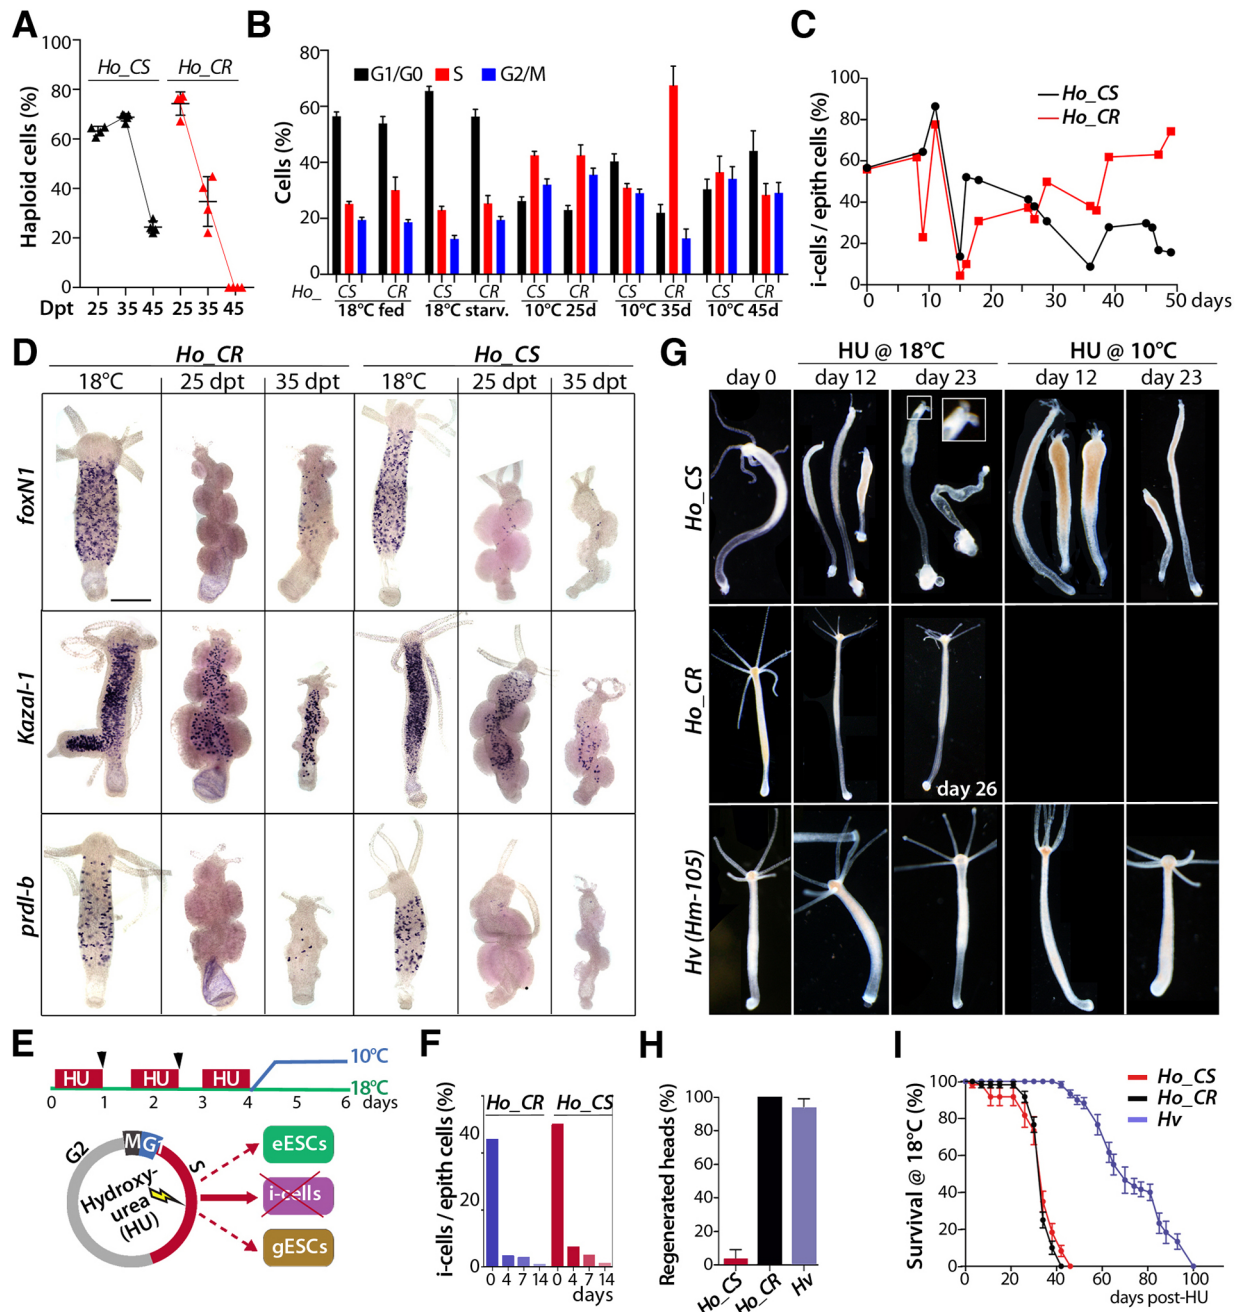 A
Ho_CS Ho_CR
Haploid cells (%)
100
80
60
40
20
0
Dpt 25 35 45 25 35 45
B
G1/G0 S G2/M
Cells (%)
80
60
40
20
0
Ho_ CS CR CS CR CS CR CS CR CS CR
18°C fed 18°C starv. 10°C 25d 10°C 35d 10°C 45d
C
Ho_CS
Ho_CR
i-cells / epith cells (%)
100
80
60
40
20
0
0 10 20 30 40 50 days
D
Ho_CR Ho_CS
18°C 25 dpt 35 dpt 18°C 25 dpt 35 dpt
foxN1
Kazal-1
prdl-b
E
HU HU HU
10°C
18°C
0 1 2 3 4 5 6 days
G2 M G1 S
Hydroxy-
urea
(HU)
eESCs
i-cells
gESCs
F
Ho_CR Ho_CS
i-cells / epith cells (%)
40
20
0
0 4 7 14 0 4 7 14
days
G
HU @ 18°C HU @ 10°C
day 0 day 12 day 23 day 12 day 23
Ho_CS
Ho_CR
day 26
Hv (Hm-105)
H
Regenerated heads (%)
100
80
60
40
20
0
Ho_CS Ho_CR Hv
I
Ho_CS
Ho_CR
Hv
Survival @ 18°C (%)
100
80
60
40
20
0
0 20 40 60 80 100
days post-HU